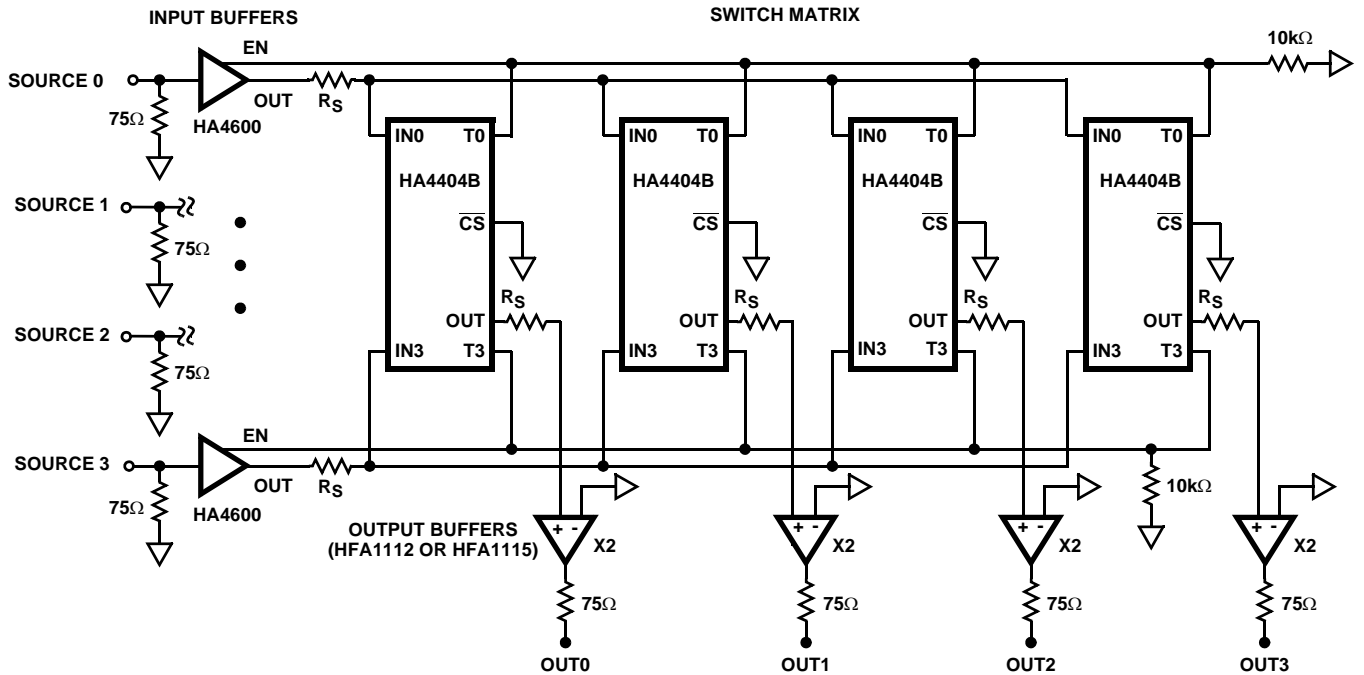 INPUT BUFFERS
SWITCH MATRIX
EN
10kΩ
SOURCE 0
OUT
RS
75Ω
HA4600
IN0 T0
IN0 T0
IN0 T0
IN0 T0
HA4404B
HA4404B
HA4404B
HA4404B
SOURCE 1
75Ω
CS
CS
CS
CS
RS
RS
RS
RS
SOURCE 2
OUT
OUT
OUT
OUT
IN3 T3
IN3 T3
IN3 T3
IN3 T3
75Ω
EN
SOURCE 3
OUT
RS
75Ω
HA4600
10kΩ
OUTPUT BUFFERS
(HFA1112 OR HFA1115)
+ - X2
+ - X2
+ - X2
+ - X2
75Ω
75Ω
75Ω
75Ω
OUT0
OUT1
OUT2
OUT3